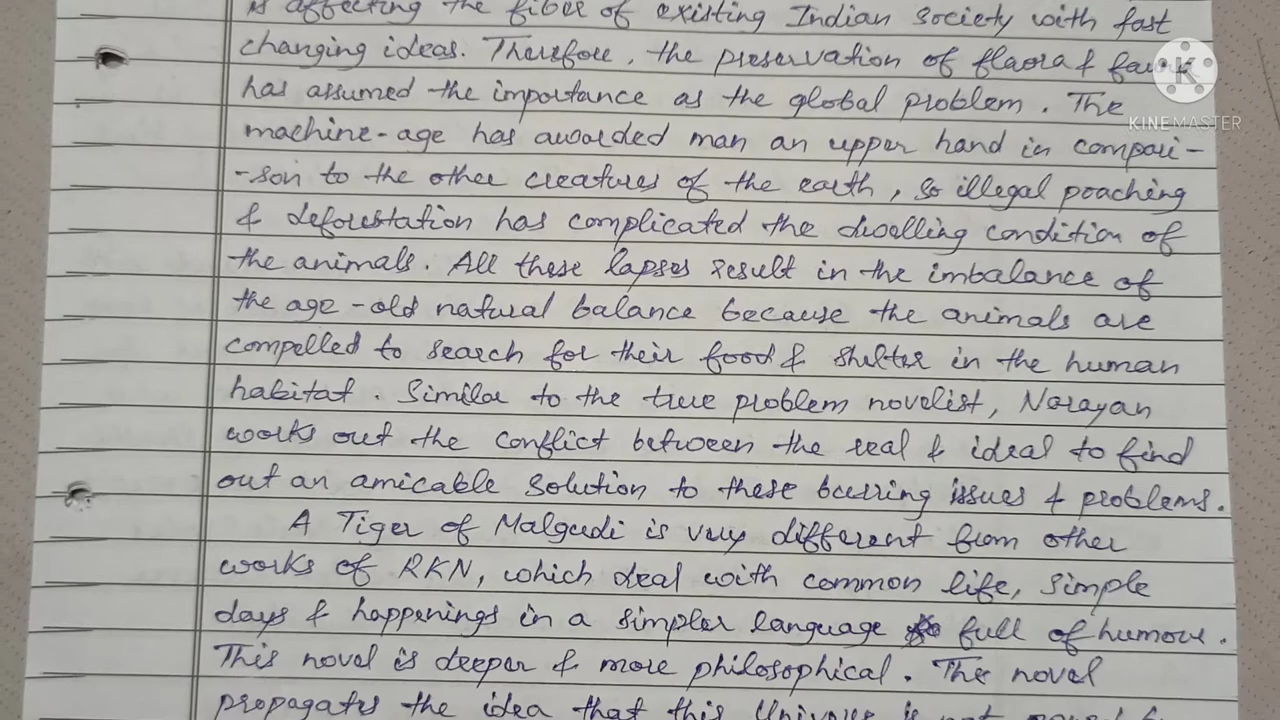 is affecting the fiber of existing Indian society with fast
changing ideas. Therefore, the preservation of flaora & fauna
has assumed the importance as the global problem. The
machine-age has awarded man an upper hand in compari-
-son to the other creatures of the earth, so illegal poaching
& deforestation has complicated the dwelling condition of
the animals. All these lapses result in the imbalance of
the age-old natural balance because the animals are
compelled to search for their food & shelter in the human
habitat. Similar to the true problem novelist, Narayan
works out the conflict between the real & ideal to find
out an amicable solution to these burring issues & problems.
A Tiger of Malgudi is very different from other
works of RKN, which deal with common life, simple
days & happenings in a simpler language full of humour.
This novel is deeper & more philosophical. The novel
propagates the idea that this Universe is not
KINEMASTER